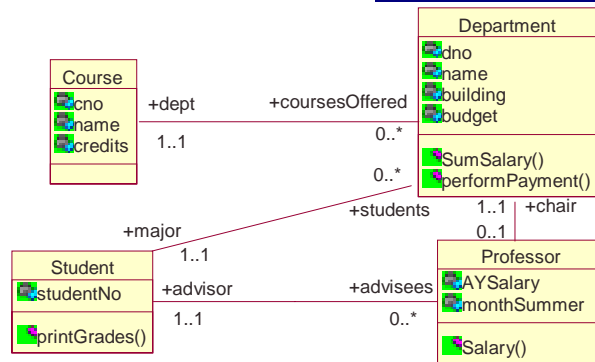 Department
dno
name
building
budget
SumSalary()
performPayment()
Course
cno
name
credits
+dept
+coursesOffered
1..1
0..*
0..*
+students
+major
1..1
1..1
+chair
0..1
Student
studentNo
printGrades()
+advisor
+advisees
1..1
0..*
Professor
AYSalary
monthSummer
Salary()